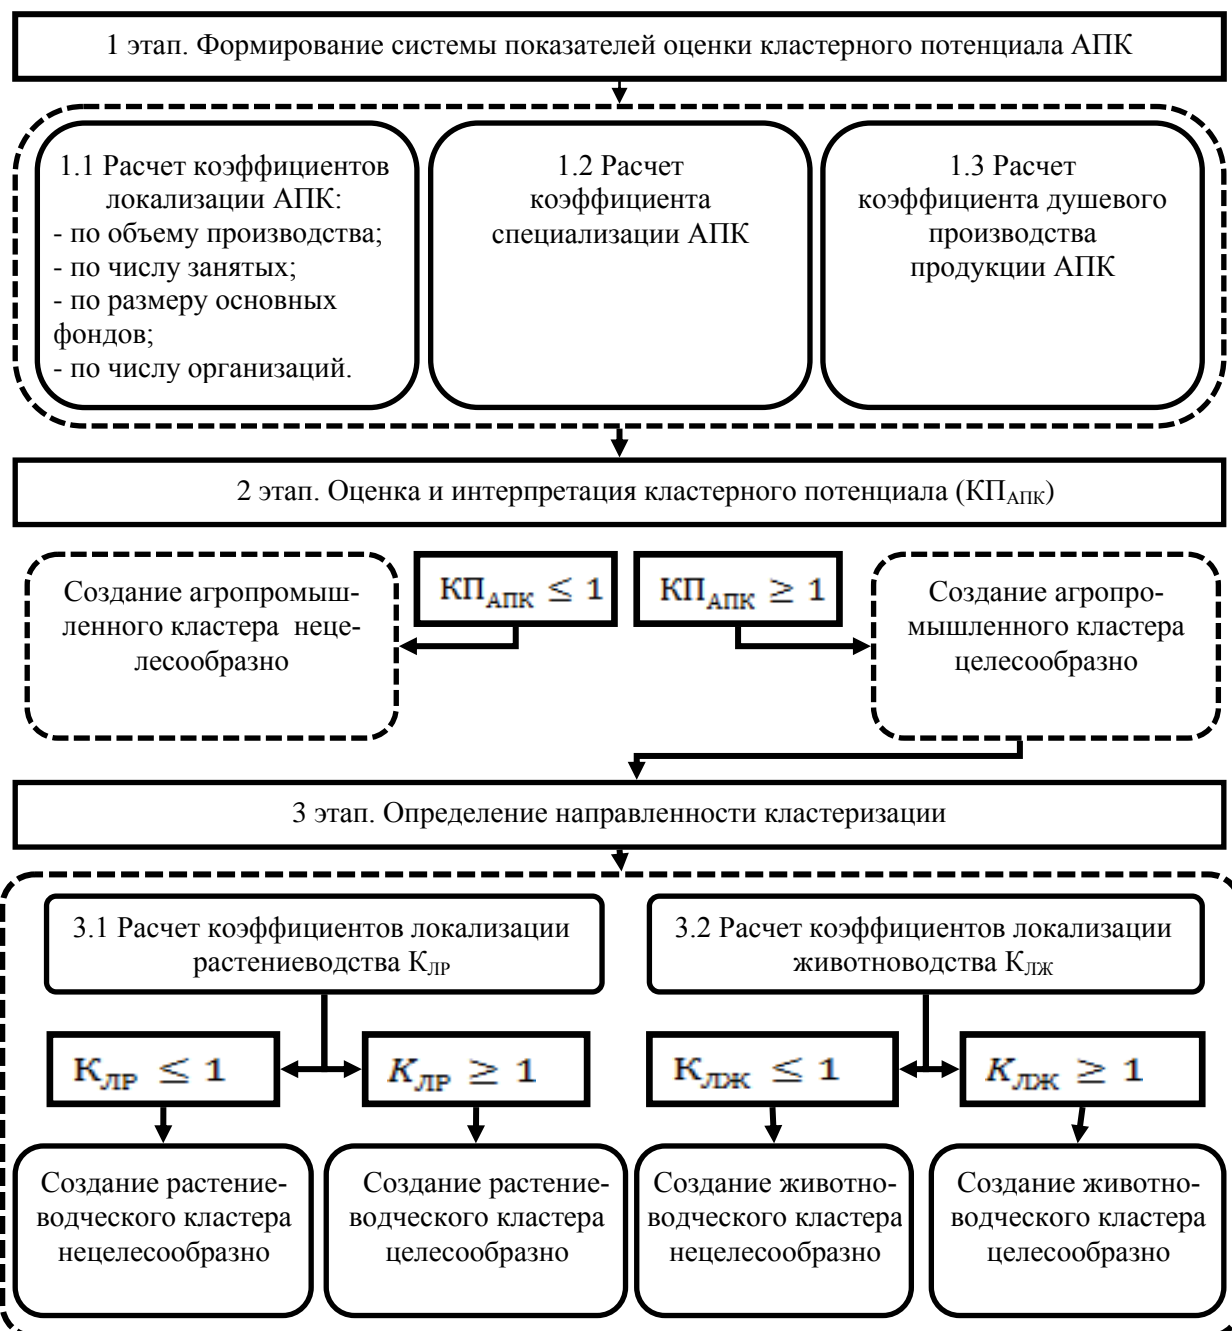 1 этап. Формирование системы показателей оценки кластерного потенциала АПК
1.1 Расчет коэффициентов
локализации АПК:
- по объему производства;
- по числу занятых;
- по размеру основных
фондов;
- по числу организаций.
1.2 Расчет
коэффициента
специализации АПК
1.3 Расчет
коэффициента душевого
производства
продукции АПК
2 этап. Оценка и интерпретация кластерного потенциала (КПАПК)
Создание агропромыш-
ленного кластера неце-
лесообразно
КПАПК ≤ 1
КПАПК ≥ 1
Создание агропро-
мышленного кластера
целесообразно
3 этап. Определение направленности кластеризации
3.1 Расчет коэффициентов локализации
растениеводства КЛР
3.2 Расчет коэффициентов локализации
животноводства КЛЖ
КЛР ≤ 1
КЛР ≥ 1
КЛЖ ≤ 1
КЛЖ ≥ 1
Создание растение-
водческого кластера
нецелесообразно
Создание растение-
водческого кластера
целесообразно
Создание животно-
водческого кластера
нецелесообразно
Создание животно-
водческого кластера
целесообразно